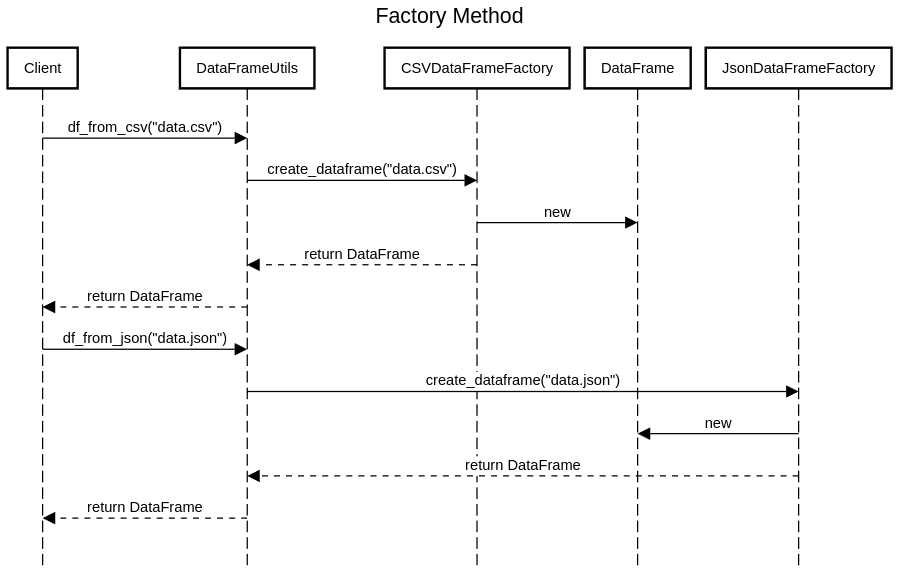 Factory Method
Client
DataFrameUtils
CSVDataFrameFactory
DataFrame
JsonDataFrameFactory
df_from_csv("data.csv")
create_dataframe("data.csv")
new
return DataFrame
return DataFrame
df_from_json("data.json")
create_dataframe("data.json")
new
return DataFrame
return DataFrame